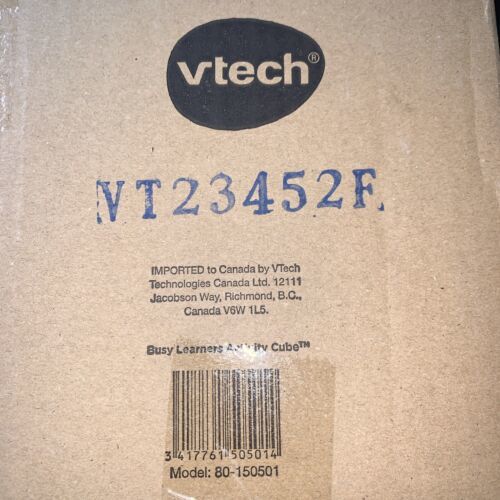 vtech®
VT23452F
IMPORTED to Canada by VTech
Technologies Canada Ltd. 12111
Jacobson Way, Richmond, B.C.,
Canada V6W 1L5.
Busy Learners Activity Cube™
3 417761 505014
Model: 80-150501